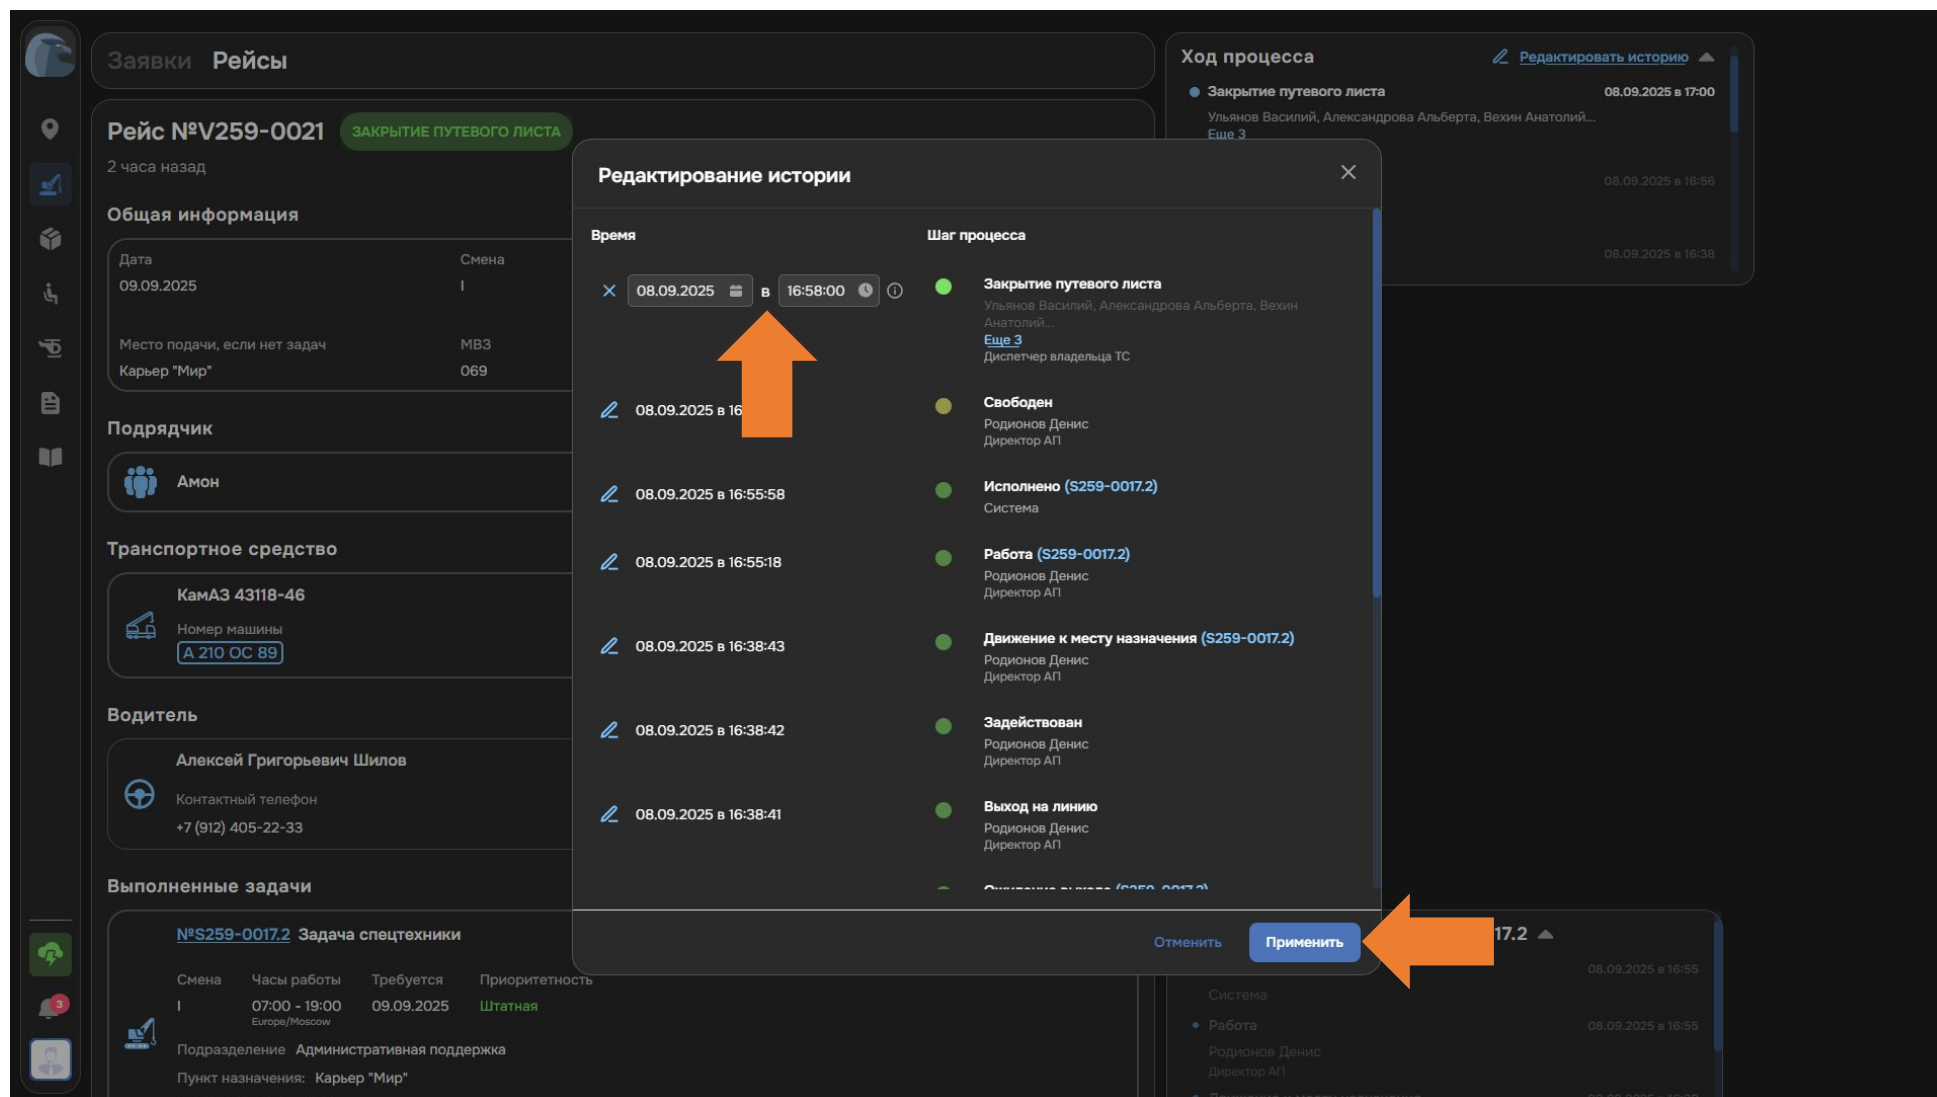 Заявки Рейсы
Рейс №V259-0021 ЗАКРЫТИЕ ПУТЕВОГО ЛИСТА
2 часа назад
Общая информация
Дата Смена
09.09.2025 I
Место подачи, если нет задач МВЗ
Карьер "Мир" 069
Подрядчик
Амон
Транспортное средство
КамАЗ 43118-46
Номер машины
А 210 ОС 89
Водитель
Алексей Григорьевич Шилов
Контактный телефон
+7 (912) 405-22-33
Выполненные задачи
№S259-0017.2 Задача спецтехники
Смена Часы работы Требуется Приоритетность
I 07:00 - 19:00 09.09.2025 Штатная
Europe/Moscow
Подразделение Административная поддержка
Пункт назначения: Карьер "Мир"
3
Ход процесса Редактировать историю
Закрытие путевого листа 08.09.2025 в 17:00
Ульянов Василий, Александрова Альберта, Вехин Анатолий...
Еще 3
08.09.2025 в 16:56
08.09.2025 в 16:38
Редактирование истории
Время Шаг процесса
08.09.2025 в 16:58:00 Закрытие путевого листа
Ульянов Василий, Александрова Альберта, Вехин
Анатолий...
Еще 3
Диспетчер владельца ТС
08.09.2025 в 16 Свободен
Родионов Денис
Директор АП
08.09.2025 в 16:55:58 Исполнено (S259-0017.2)
Система
08.09.2025 в 16:55:18 Работа (S259-0017.2)
Родионов Денис
Директор АП
08.09.2025 в 16:38:43 Движение к месту назначения (S259-0017.2)
Родионов Денис
Директор АП
08.09.2025 в 16:38:42 Задействован
Родионов Денис
Директор АП
08.09.2025 в 16:38:41 Выход на линию
Родионов Денис
Директор АП
Отменить Применить
17.2
08.09.2025 в 16:55
Система
Работа 08.09.2025 в 16:55
Родионов Денис
Директор АП